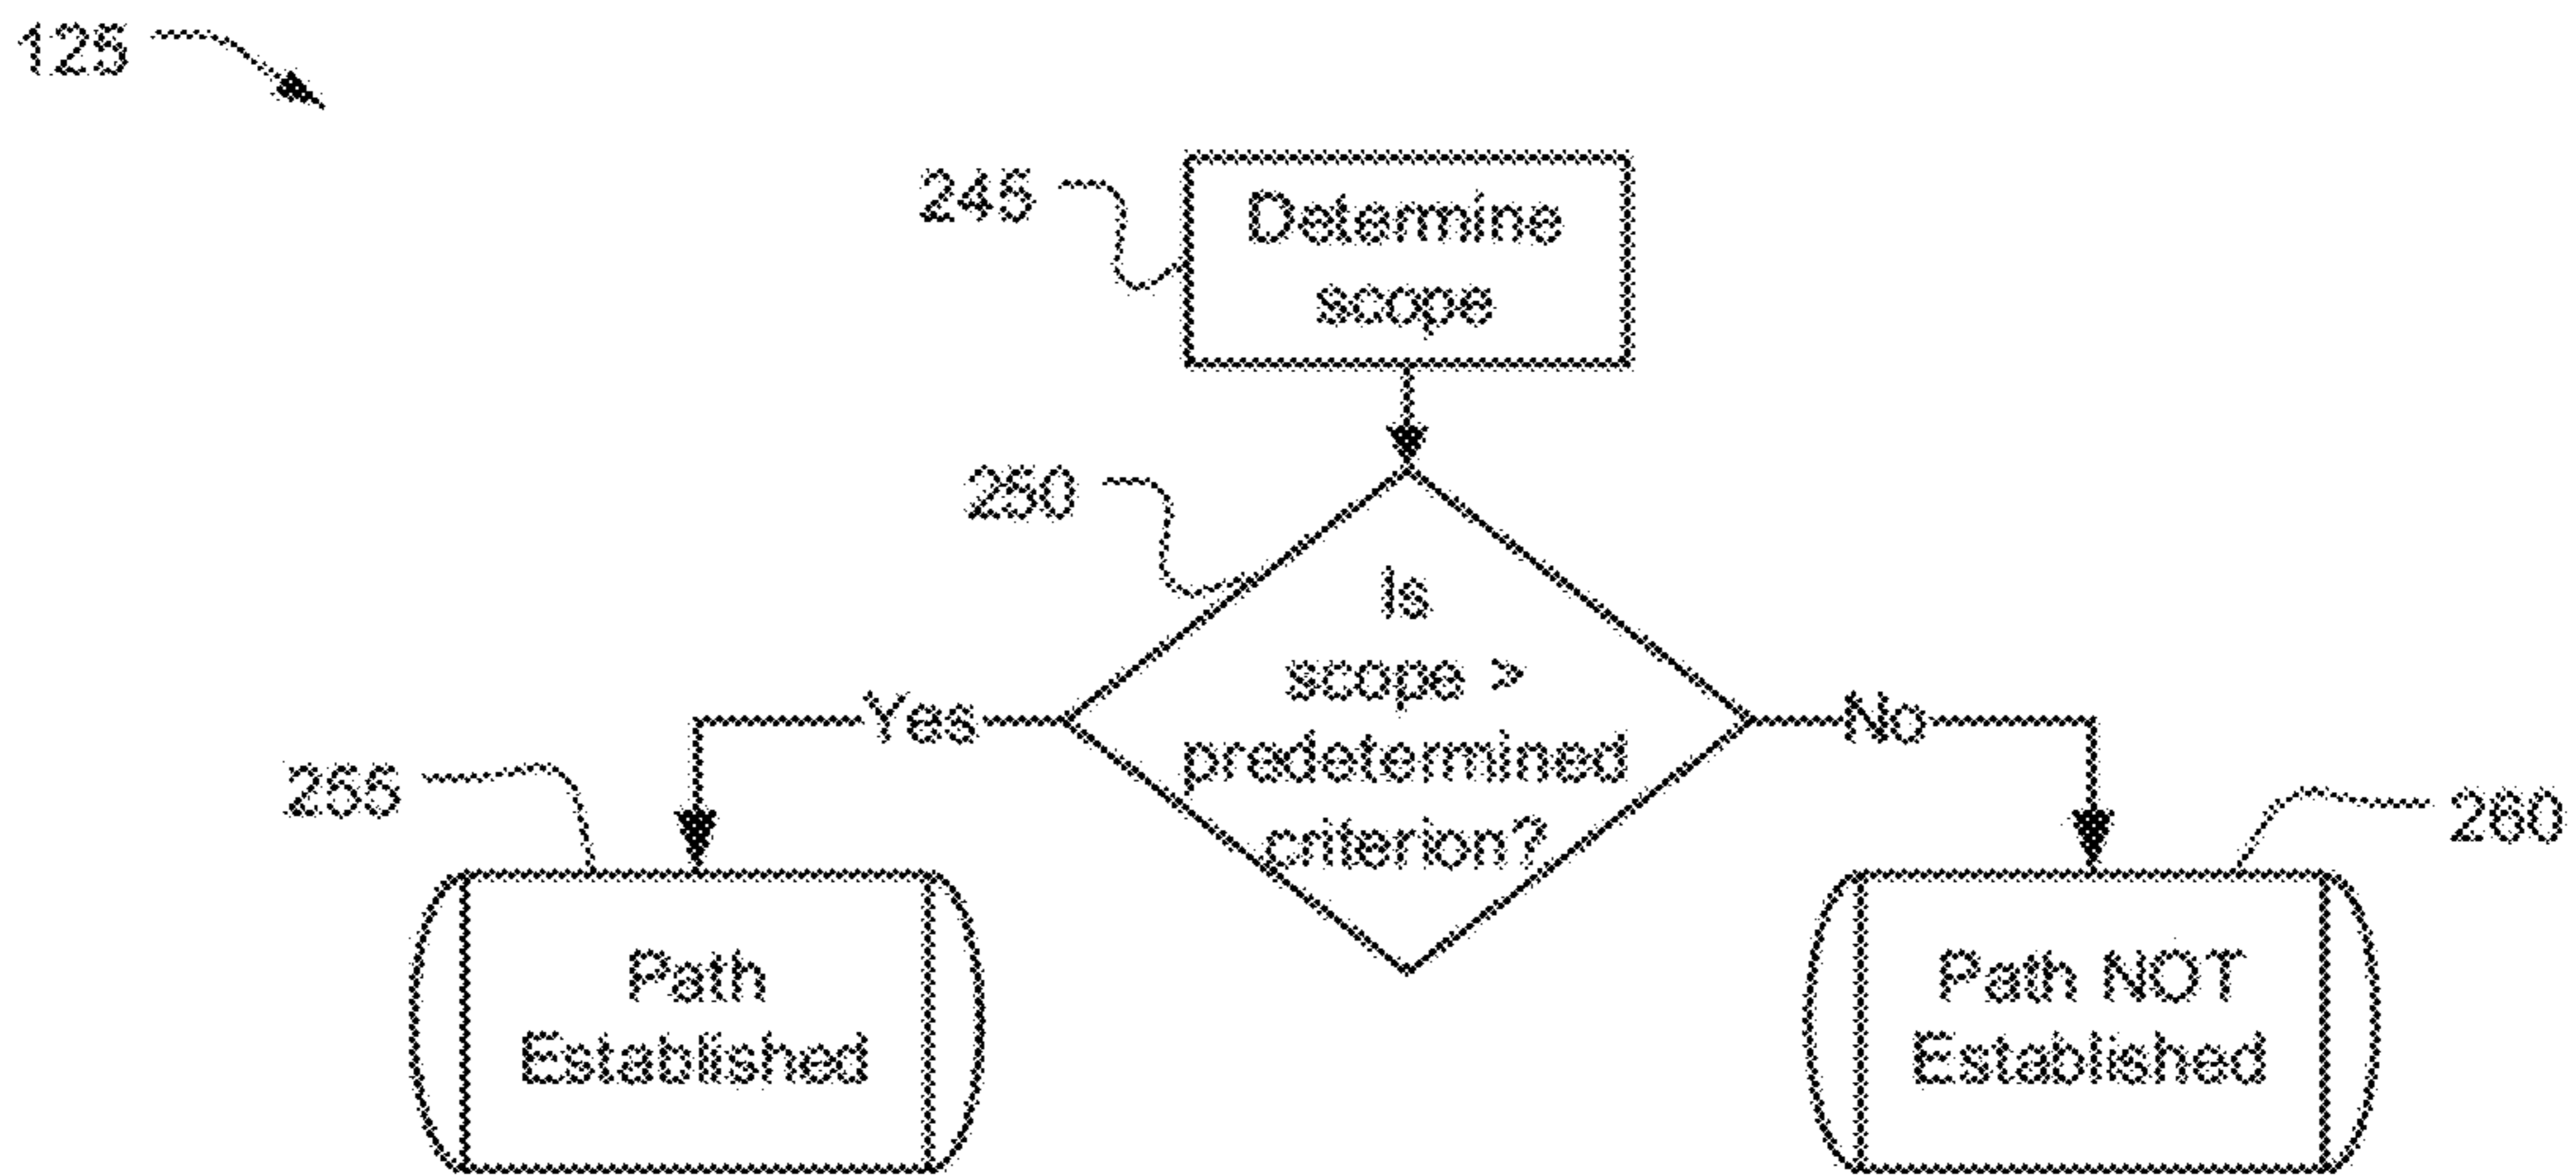 125
245
Determine
scope
250
Is
scope >
predetermined
criterion?
Yes
No
255
260
Path
Established
Path NOT
Established